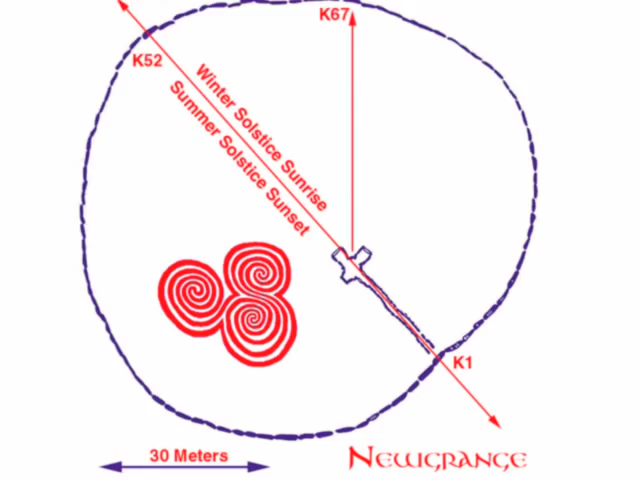 K67
K52
Winter Solstice Sunrise
Summer Solstice Sunset
K1
30 Meters
Newgrange